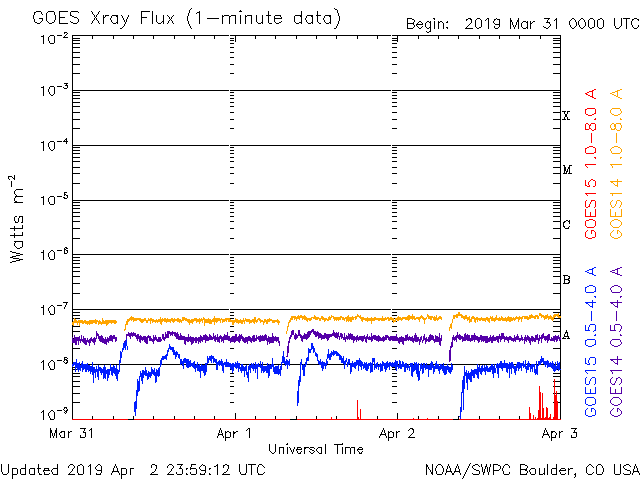 GOES Xray Flux (1-minute data)
Begin: 2019 Mar 31 0000 UTC
10⁻²
10⁻³
10⁻⁴
10⁻⁵
10⁻⁶
10⁻⁷
10⁻⁸
10⁻⁹
Watts m⁻²
X
M
C
B
A
GOES15 1.0-8.0 A
GOES14 1.0-8.0 A
GOES15 0.5-4.0 A
GOES14 0.5-4.0 A
Mar 31 Apr 1 Apr 2 Apr 3
Universal Time
Updated 2019 Apr 2 23:59:12 UTC
NOAA/SWPC Boulder, CO USA